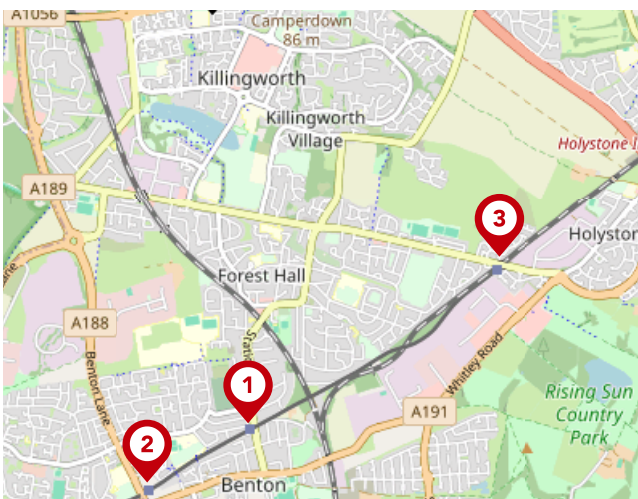 A1056
Camperdown
86 m
Killingworth
Killingworth
Village
Holystone I
A189
3
Holyston
Forest Hall
A188
Stati
Benton Lane
Whitley Road
1
Rising Sun
Country
Park
A191
2
Benton